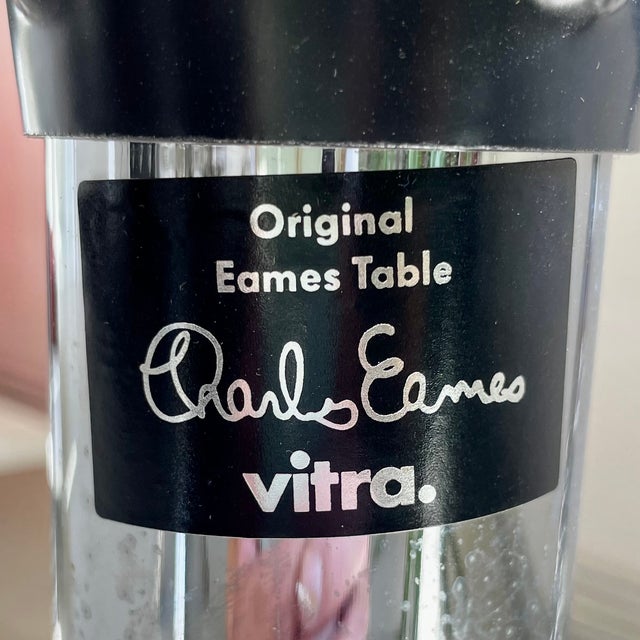 Original
Eames Table
Charles Eames
vitra.